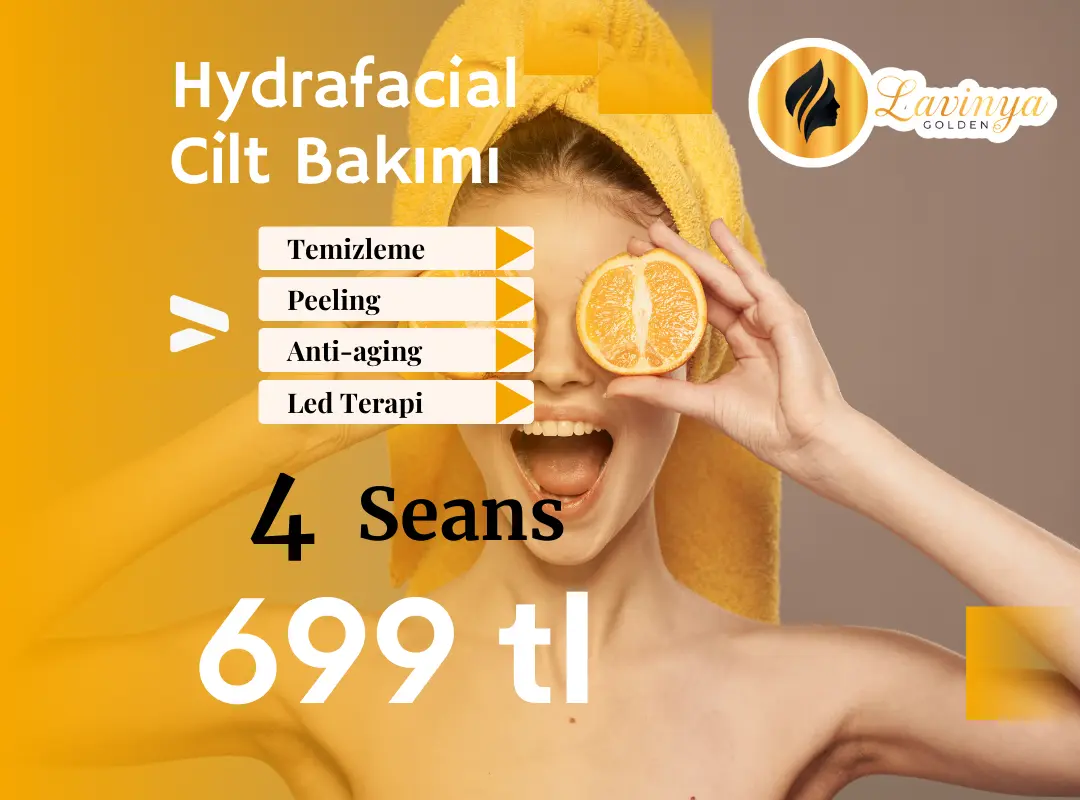 Hydrafacial
Cilt Bakımı
Lavinya
GOLDEN
Temizleme
Peeling
Anti-aging
Led Terapi
4 Seans
699 tl